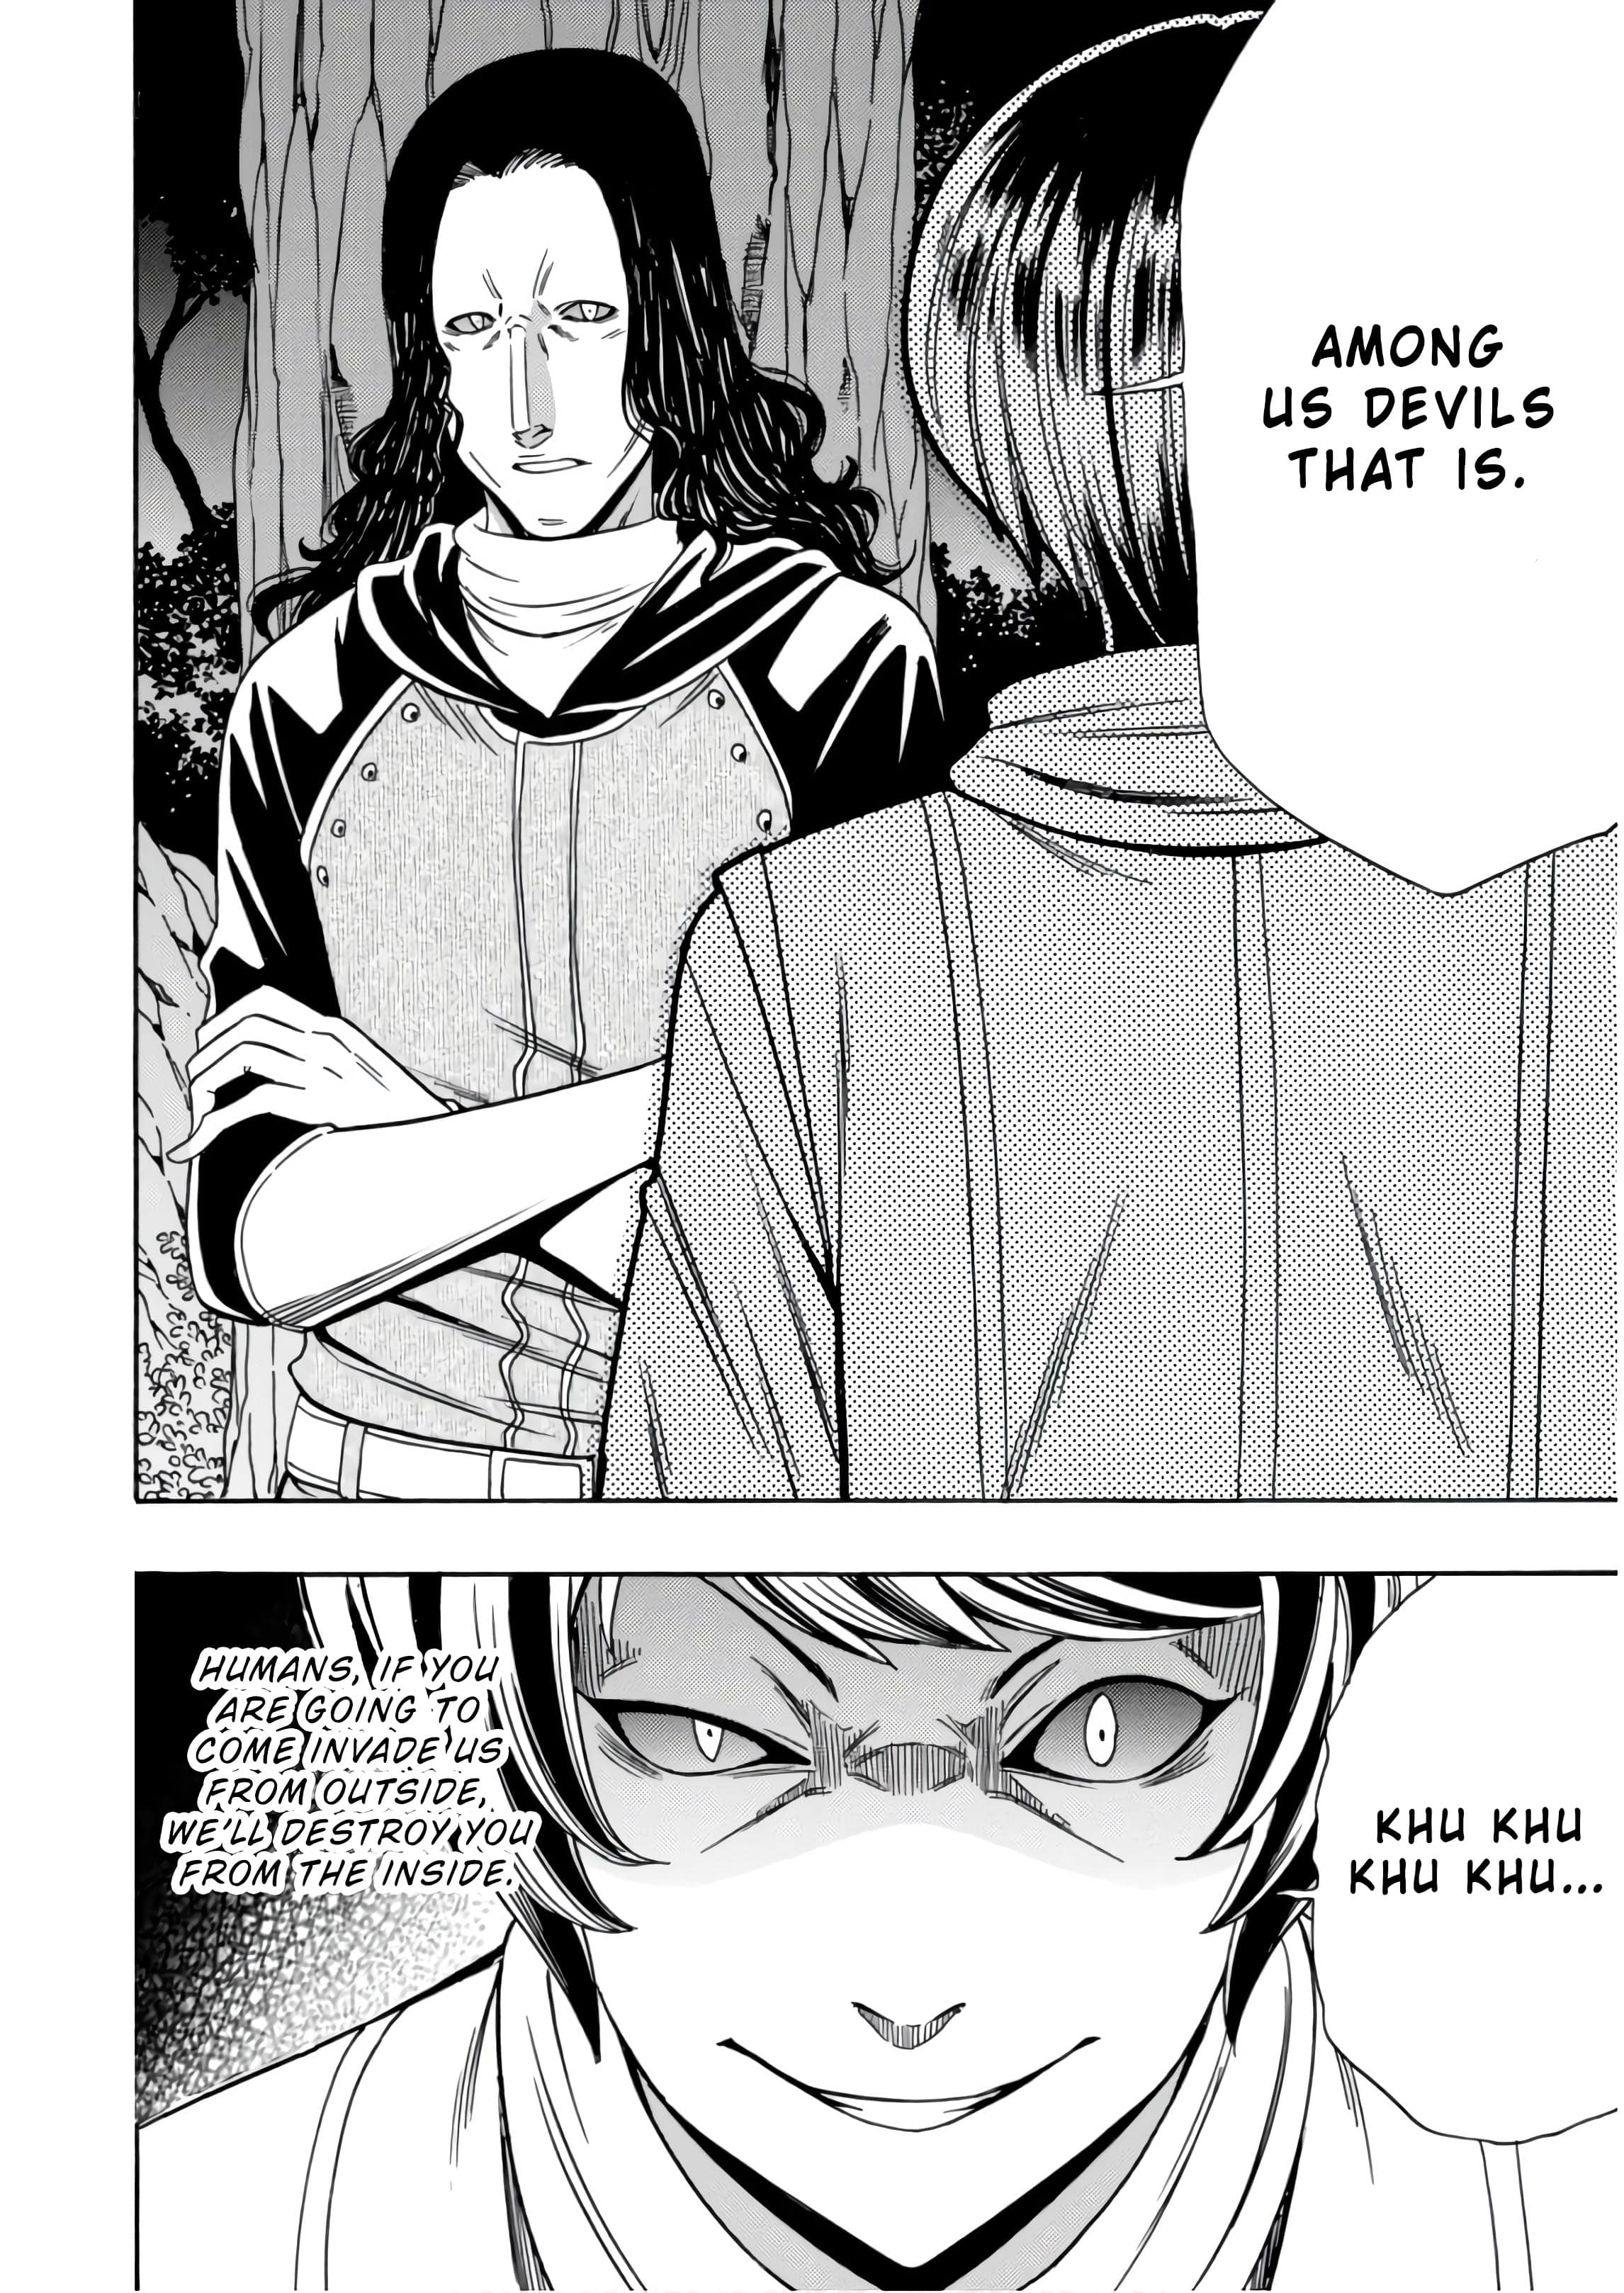 AMONG
US DEVILS
THAT IS.
KHU KHU
KHU KHU...
HUMANS, IF YOU
ARE GOING TO
COME INVADE US
FROM OUTSIDE,
WE'LL DESTROY YOU
FROM THE INSIDE.